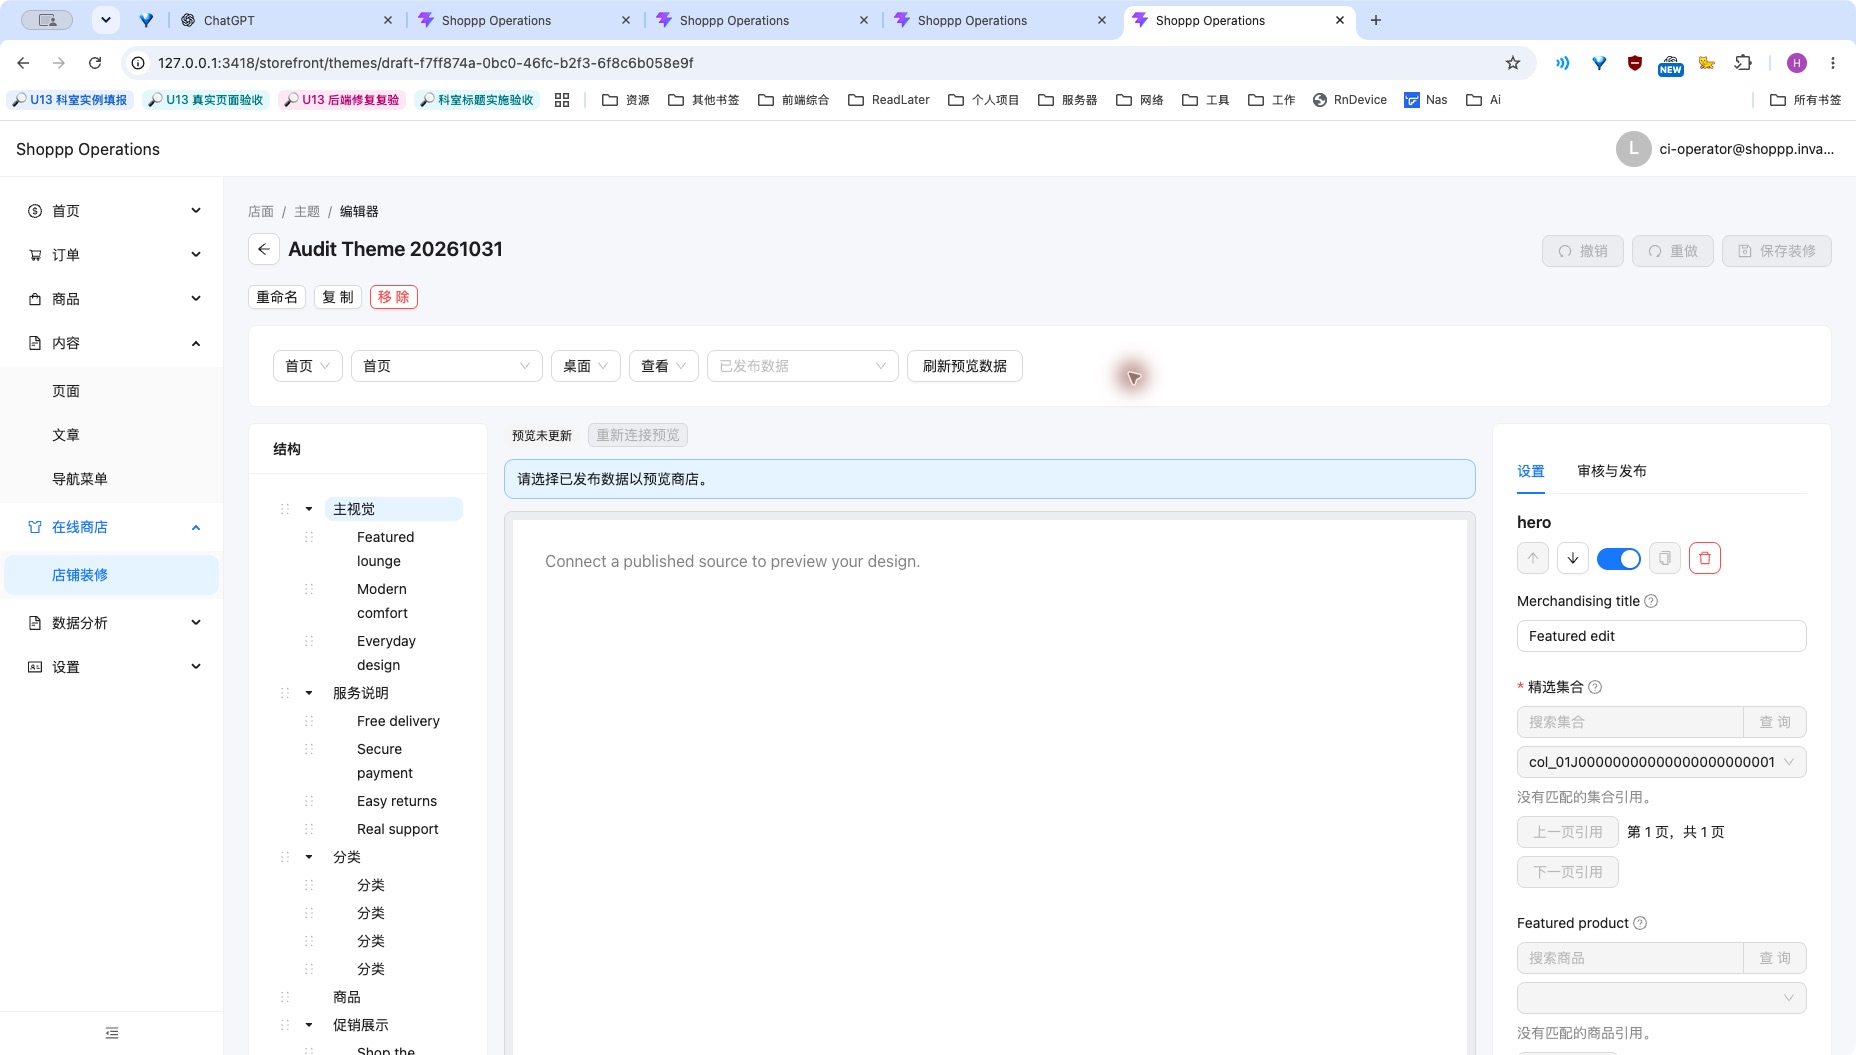 ChatGPT
Shoppp Operations
Shoppp Operations
Shoppp Operations
Shoppp Operations
127.0.0.1:3418/storefront/themes/draft-f7ff874a-0bc0-46fc-b2f3-6f8c6b058e9f
NEW
H
U13 科室实例填报
U13 真实页面验收
U13 后端修复复验
科室标题实施验收
资源
其他书签
前端综合
ReadLater
个人项目
服务器
网络
工具
工作
RnDevice
Nas
Ai
所有书签
Shoppp Operations
L
ci-operator@shoppp.inva...
首页
订单
商品
内容
页面
文章
导航菜单
在线商店
店铺装修
数据分析
设置
店面 / 主题 / 编辑器
Audit Theme 20261031
撤销
重做
保存装修
重命名
复制
移除
首页
首页
桌面
查看
已发布数据
刷新预览数据
结构
主视觉
Featured
lounge
Modern
comfort
Everyday
design
服务说明
Free delivery
Secure
payment
Easy returns
Real support
分类
分类
分类
分类
分类
商品
促销展示
Shop the
预览未更新
重新连接预览
请选择已发布数据以预览商店。
Connect a published source to preview your design.
设置
审核与发布
hero
Merchandising title
Featured edit
* 精选集合
搜索集合
查询
col_01J00000000000000000000001
没有匹配的集合引用。
上一页引用
第 1 页，共 1 页
下一页引用
Featured product
搜索商品
查询
没有匹配的商品引用。